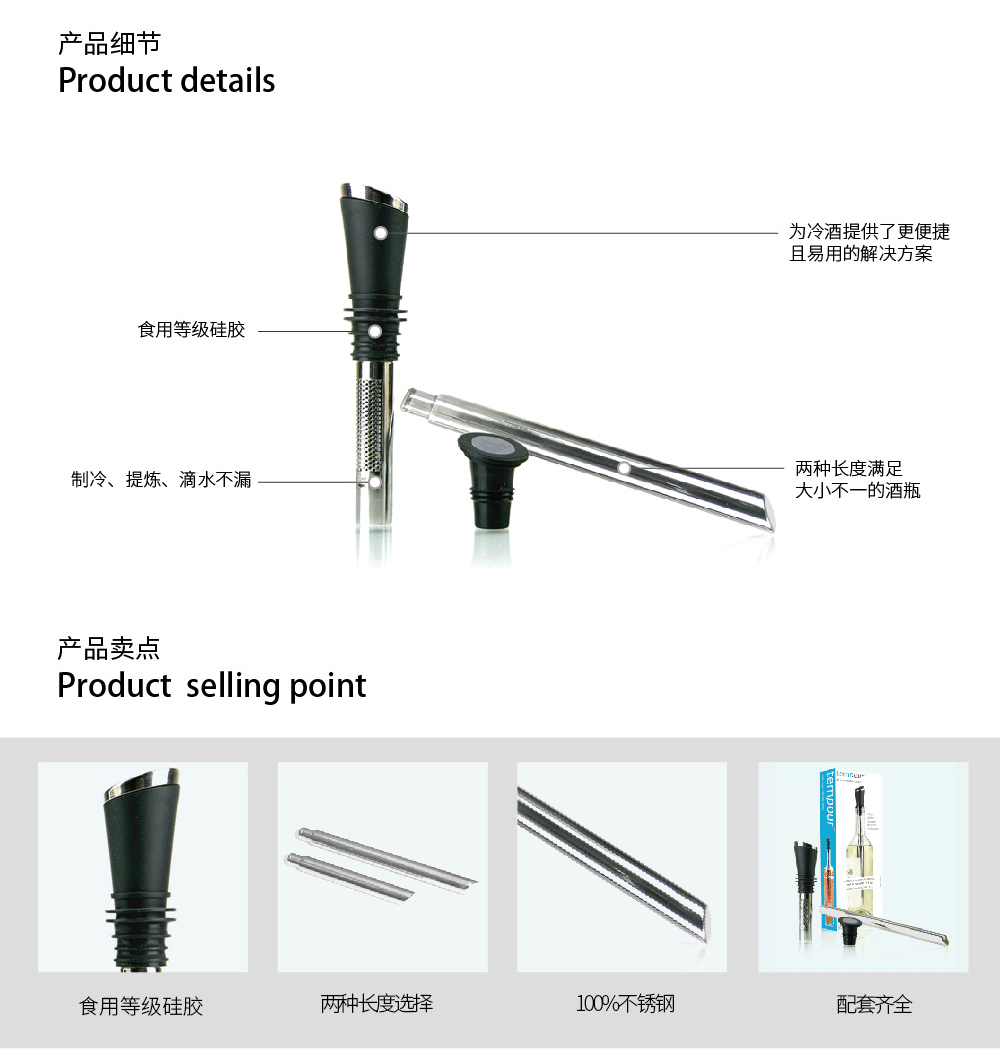 产品细节
Product details
为冷酒提供了更便捷
且易用的解决方案
食用等级硅胶
制冷、提炼、滴水不漏
两种长度满足
大小不一的酒瓶
产品卖点
Product selling point
tempour
食用等级硅胶
两种长度选择
100%不锈钢
配套齐全